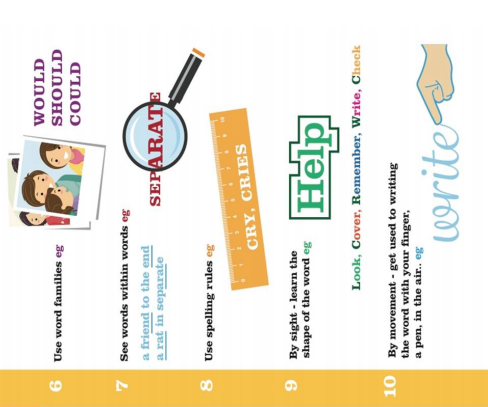 6
Use word families eg
WOULD
SHOULD
COULD
7
See words within words eg
a friend to the end
a rat in separate
SEPARATE
8
Use spelling rules eg
CRY, CRIES
9
By sight - learn the
shape of the word eg
Help
Look, Cover, Remember, Write, Check
10
By movement - get used to writing
the word with your finger,
a pen, in the air.. eg
write